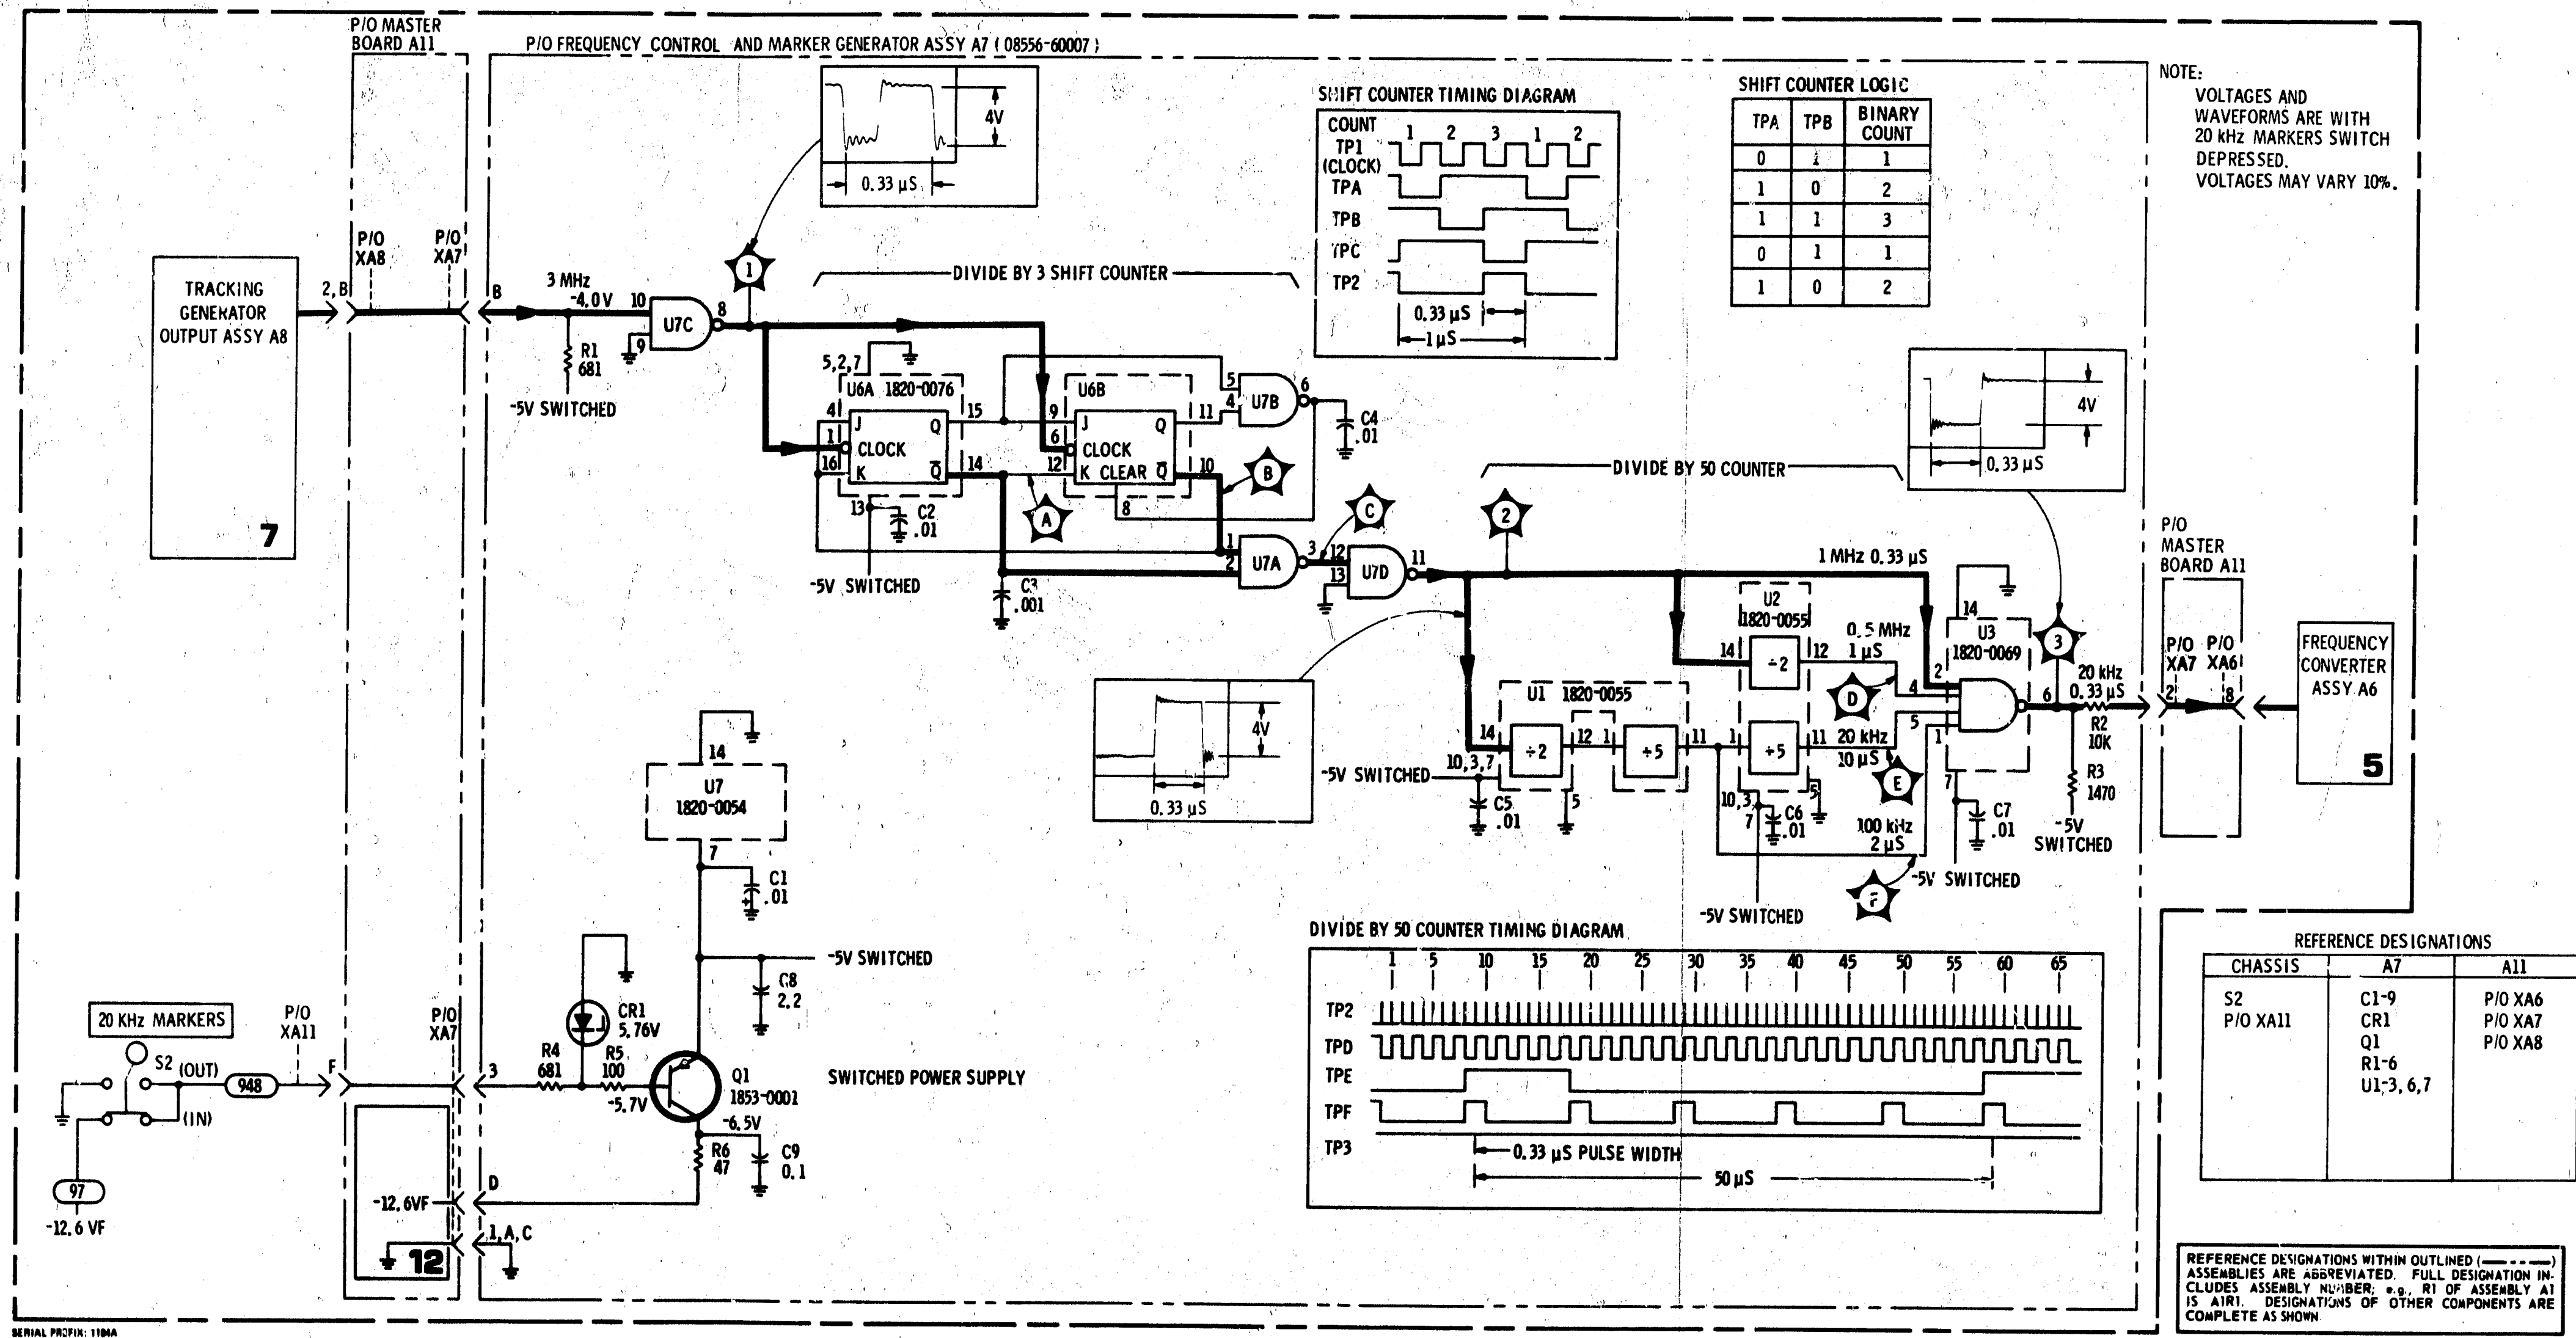 P/O MASTER
BOARD A11
P/O FREQUENCY CONTROL AND MARKER GENERATOR ASSY A7 ( 08556-60007 )
4V
0.33 µS
SHIFT COUNTER TIMING DIAGRAM
COUNT 1 2 3 1 2
TP1
(CLOCK)
TPA
TPB
TPC
TP2
0.33 µS
1 µS
SHIFT COUNTER LOGIC
TPA TPB BINARY COUNT
0 1 1
1 0 2
1 1 3
0 1 1
1 0 2
NOTE:
VOLTAGES AND
WAVEFORMS ARE WITH
20 kHz MARKERS SWITCH
DEPRESSED.
VOLTAGES MAY VARY 10%.
TRACKING
GENERATOR
OUTPUT ASSY A8
7
2, B
P/O
XA8
P/O
XA7
B
3 MHz
-4.0 V
10
9
U7C
8
1
R1
681
-5V SWITCHED
DIVIDE BY 3 SHIFT COUNTER
5, 2, 7
U6A 1820-0076
4
1
16
J Q
CLOCK
K Q
15
14
13
C2
.01
-5V SWITCHED
U6B
9
6
12
J Q
CLOCK
K CLEAR Q
11
10
8
A
B
5
4
U7B
6
C4
.01
C3
.001
1
2
U7A
3
C
12
13
U7D
11
2
DIVIDE BY 50 COUNTER
4V
0.33 µS
1 MHz 0.33 µS
4V
0.33 µS
U2
1820-0055
14
÷2
12
0.5 MHz
1 µS
D
U1 1820-0055
14
÷2
12
1
÷5
11
10, 3, 7
-5V SWITCHED
C5
.01
5
1
÷5
11
20 kHz
10 µS
E
10, 3
7
5
C6
.01
-5V SWITCHED
100 kHz
2 µS
F
14
U3
1820-0069
2
4
5
1
6
7
C7
.01
-5V SWITCHED
3
20 kHz
0.33 µS
R2
10K
R3
1470
-5V
SWITCHED
P/O
MASTER
BOARD A11
P/O
XA7
P/O
XA6
2
8
FREQUENCY
CONVERTER
ASSY A6
5
14
U7
1820-0054
7
C1
.01
-5V SWITCHED
C8
2.2
CR1
5.76V
R4
681
R5
100
-5.7V
Q1
1853-0001
-6.5V
R6
47
C9
0.1
SWITCHED POWER SUPPLY
20 KHz MARKERS
S2
(OUT)
(IN)
948
97
-12.6 VF
P/O
XA11
F
P/O
XA7
3
-12.6VF
D
1, A, C
12
DIVIDE BY 50 COUNTER TIMING DIAGRAM
1 5 10 15 20 25 30 35 40 45 50 55 60 65
TP2
TPD
TPE
TPF
TP3
0.33 µS PULSE WIDTH
50 µS
REFERENCE DESIGNATIONS
CHASSIS A7 A11
S2 C1-9 P/O XA6
P/O XA11 CR1 P/O XA7
Q1 P/O XA8
R1-6
U1-3, 6, 7
REFERENCE DESIGNATIONS WITHIN OUTLINED (—--—)
ASSEMBLIES ARE ABBREVIATED. FULL DESIGNATION IN-
CLUDES ASSEMBLY NUMBER; e.g., R1 OF ASSEMBLY A1
IS A1R1. DESIGNATIONS OF OTHER COMPONENTS ARE
COMPLETE AS SHOWN
SERIAL PREFIX: 1104A